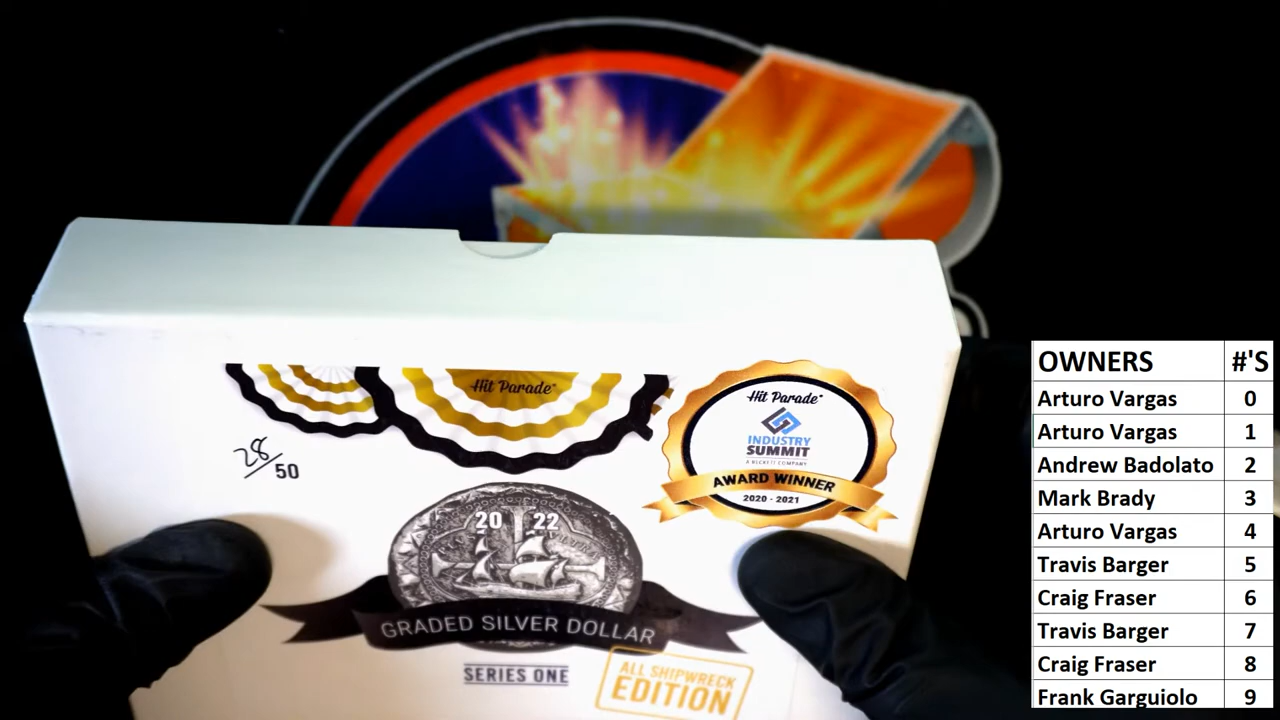 Hit Parade®
28/50
Hit Parade®
INDUSTRY
SUMMIT
A BECKETT COMPANY
AWARD WINNER
2020 - 2021
20 22
GRADED SILVER DOLLAR
SERIES ONE
ALL SHIPWRECK
EDITION
OWNERS #'S
Arturo Vargas 0
Arturo Vargas 1
Andrew Badolato 2
Mark Brady 3
Arturo Vargas 4
Travis Barger 5
Craig Fraser 6
Travis Barger 7
Craig Fraser 8
Frank Garguiolo 9